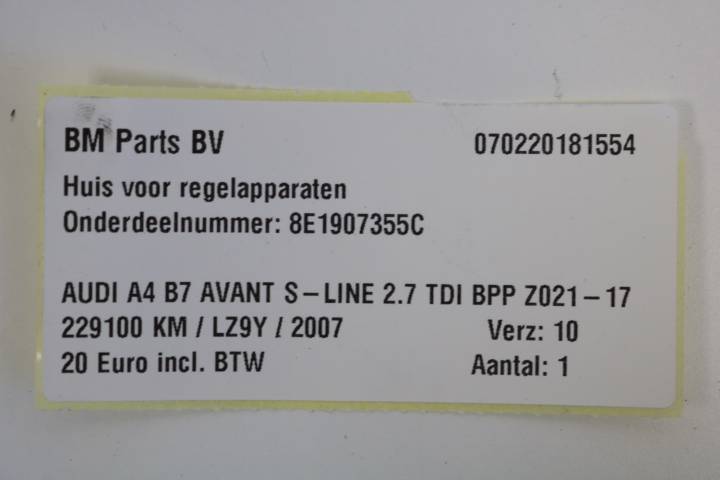 BM Parts BV 070220181554
Huis voor regelapparaten
Onderdeelnummer: 8E1907355C
AUDI A4 B7 AVANT S-LINE 2.7 TDI BPP Z021-17
229100 KM / LZ9Y / 2007 Verz: 10
20 Euro incl. BTW Aantal: 1